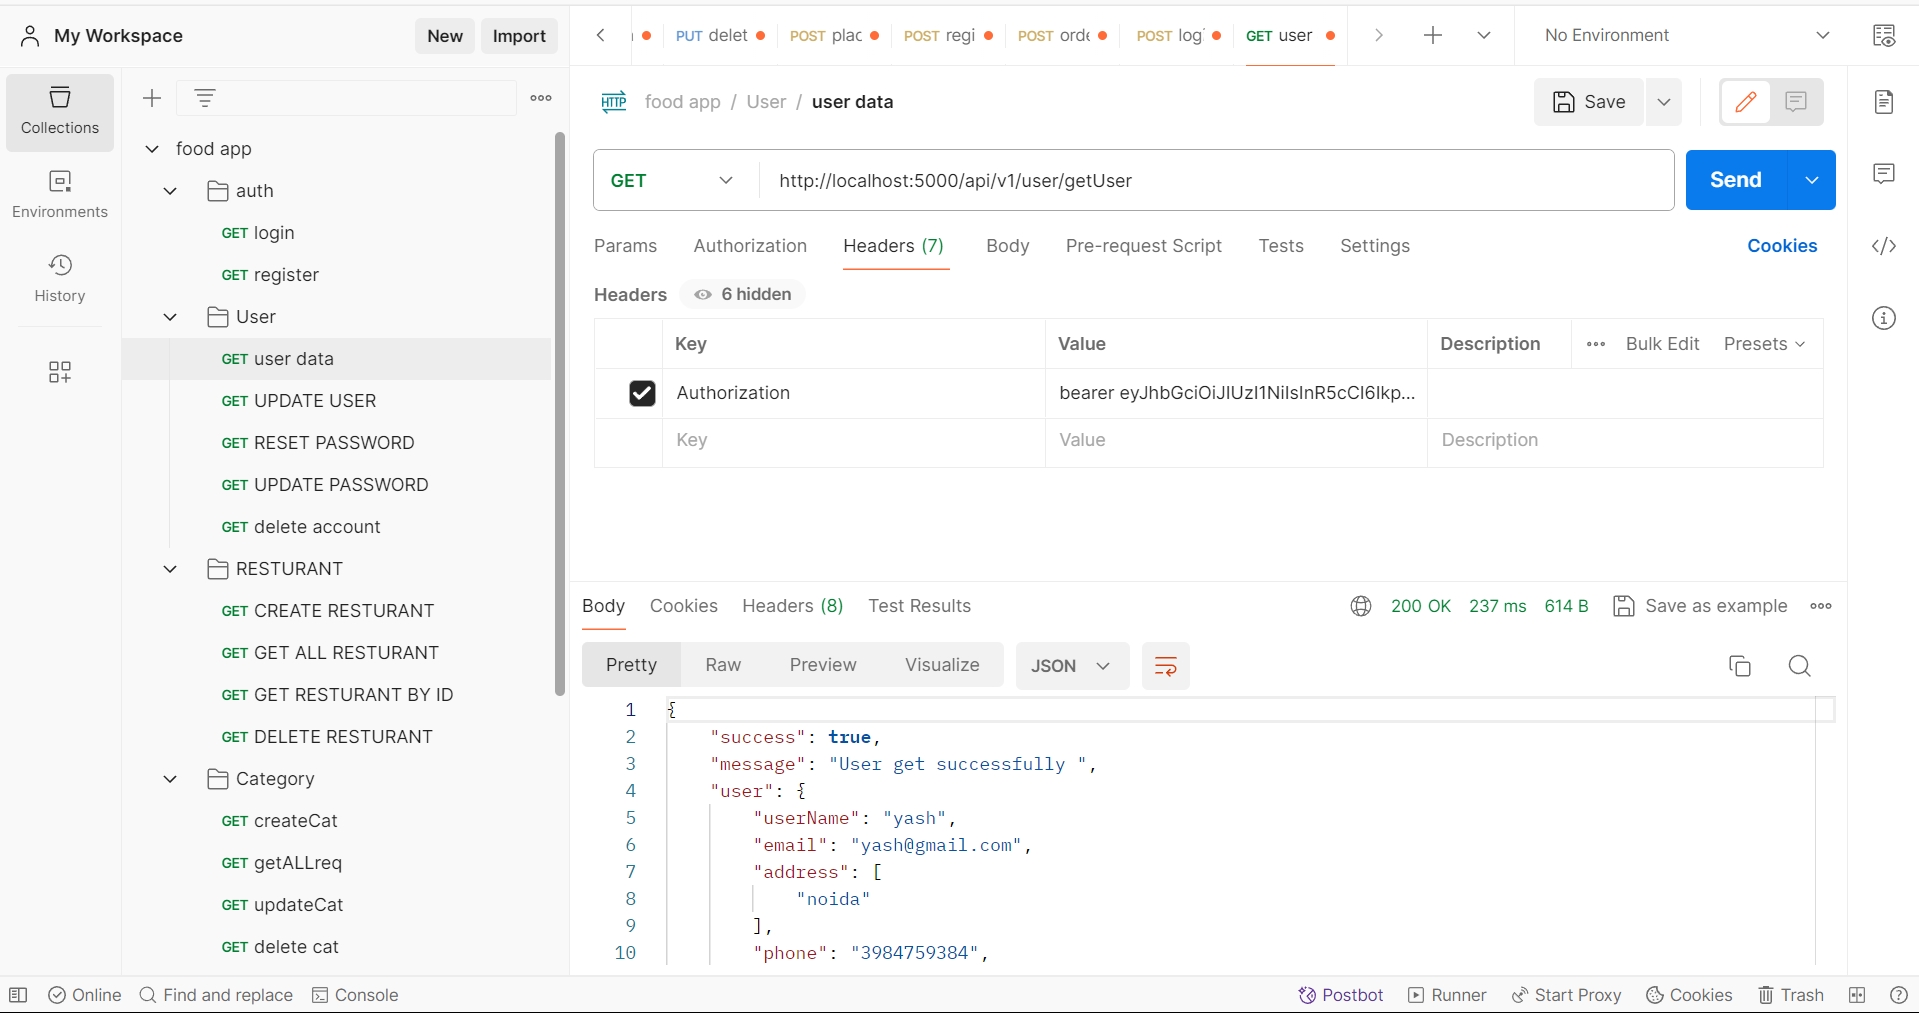 My Workspace
New
Import
PUT delet
POST plac
POST regi
POST orde
POST log
GET user
No Environment
Collections
Environments
History
food app
auth
GET login
GET register
User
GET user data
GET UPDATE USER
GET RESET PASSWORD
GET UPDATE PASSWORD
GET delete account
RESTURANT
GET CREATE RESTURANT
GET GET ALL RESTURANT
GET GET RESTURANT BY ID
GET DELETE RESTURANT
Category
GET createCat
GET getALLreq
GET updateCat
GET delete cat
HTTP food app / User / user data
Save
GET http://localhost:5000/api/v1/user/getUser
Send
Params Authorization Headers (7) Body Pre-request Script Tests Settings
Cookies
Headers 6 hidden
Key Value Description Bulk Edit Presets
Authorization bearer eyJhbGciOiJIUzI1NiIsInR5cCI6Ikp...
Key Value Description
Body Cookies Headers (8) Test Results
200 OK 237 ms 614 B Save as example
Pretty Raw Preview Visualize JSON
1 {
2 "success": true,
3 "message": "User get successfully ",
4 "user": {
5 "userName": "yash",
6 "email": "yash@gmail.com",
7 "address": [
8 "noida"
9 ],
10 "phone": "3984759384",
Online Find and replace Console
Postbot Runner Start Proxy Cookies Trash